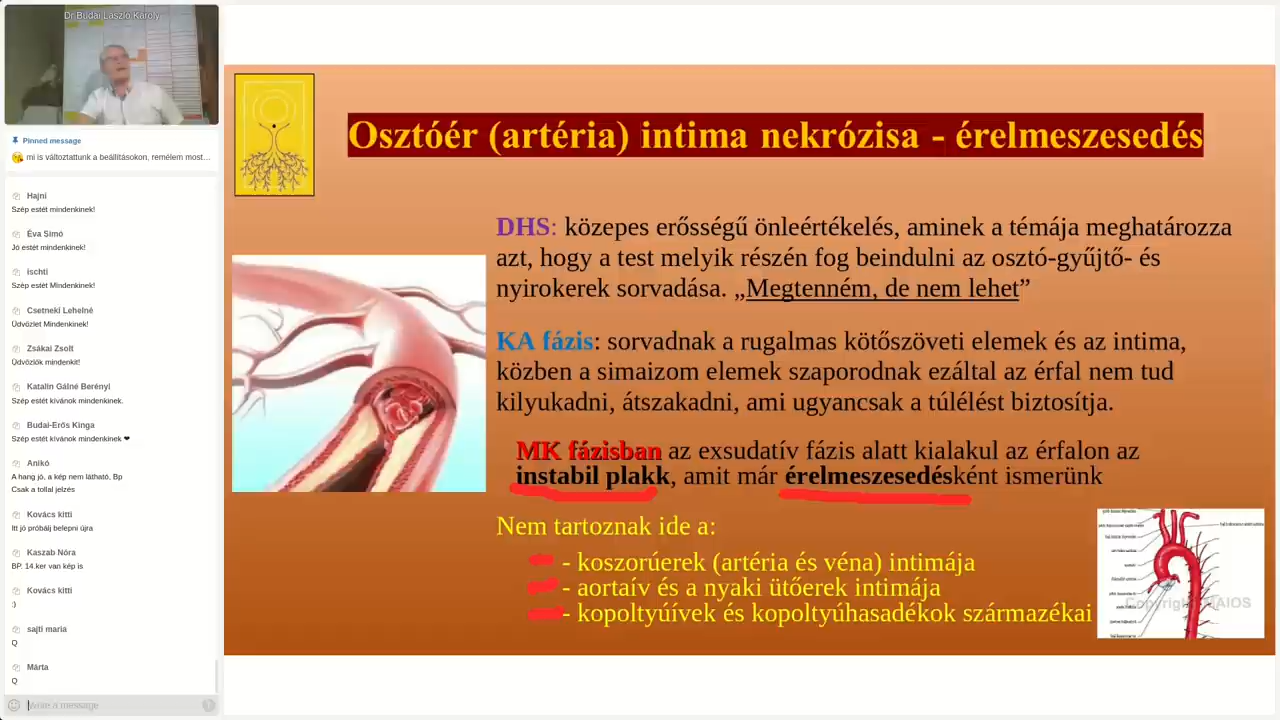 Dr Budai László Károly
Pinned message
mi is változtattunk a beállításokon, remélem most…
Hajni
Szép estét mindenkinek!
Éva Simó
Jó estét mindenkinek!
ischti
Szép estét MIndenkinek!
Csetneki Lehelné
Üdvözlet Mindenkinek!
Zsákai Zsolt
Üdvözlök mindenkit!
Katalin Gálné Berényi
Szép estét kívánok mindenkinek.
Budai-Erős Kinga
Szép estét kívánok mindenkinek ❤
Anikó
A hang jó, a kép nem látható, Bp
Csak a tollal jelzés
Kovács kitti
Itt jó próbálj belepni újra
Kaszab Nóra
BP. 14.ker van kép is
Kovács kitti
:)
sajti maria
Q
Márta
Q
Write a message
Osztóér (artéria) intima nekrózisa - érelmeszesedés
DHS: közepes erősségű önleértékelés, aminek a témája meghatározza
azt, hogy a test melyik részén fog beindulni az osztó-gyűjtő- és
nyirokerek sorvadása. „Megtenném, de nem lehet”
KA fázis: sorvadnak a rugalmas kötőszöveti elemek és az intima,
közben a simaizom elemek szaporodnak ezáltal az érfal nem tud
kilyukadni, átszakadni, ami ugyancsak a túlélést biztosítja.
MK fázisban az exsudatív fázis alatt kialakul az érfalon az
instabil plakk, amit már érelmeszesedésként ismerünk
Nem tartoznak ide a:
- koszorúerek (artéria és véna) intimája
- aortaív és a nyaki ütőerek intimája
- kopoltyúívek és kopoltyúhasadékok származékai